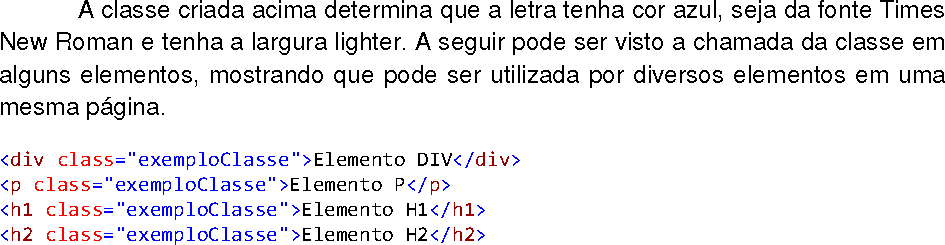 A classe criada acima determina que a letra tenha cor azul, seja da fonte Times
New Roman e tenha a largura lighter. A seguir pode ser visto a chamada da classe em
alguns elementos, mostrando que pode ser utilizada por diversos elementos em uma
mesma página.
<div class="exemploClasse">Elemento DIV</div>
<p class="exemploClasse">Elemento P</p>
<h1 class="exemploClasse">Elemento H1</h1>
<h2 class="exemploClasse">Elemento H2</h2>